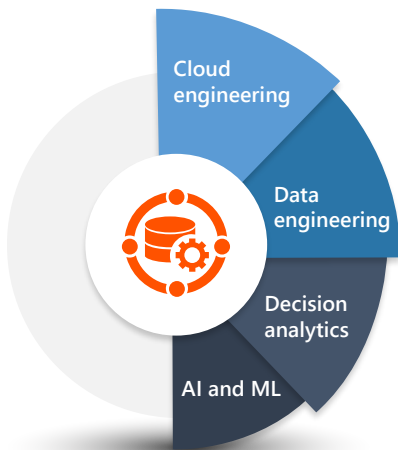 Cloud
engineering
Data
engineering
Decision
analytics
AI and ML